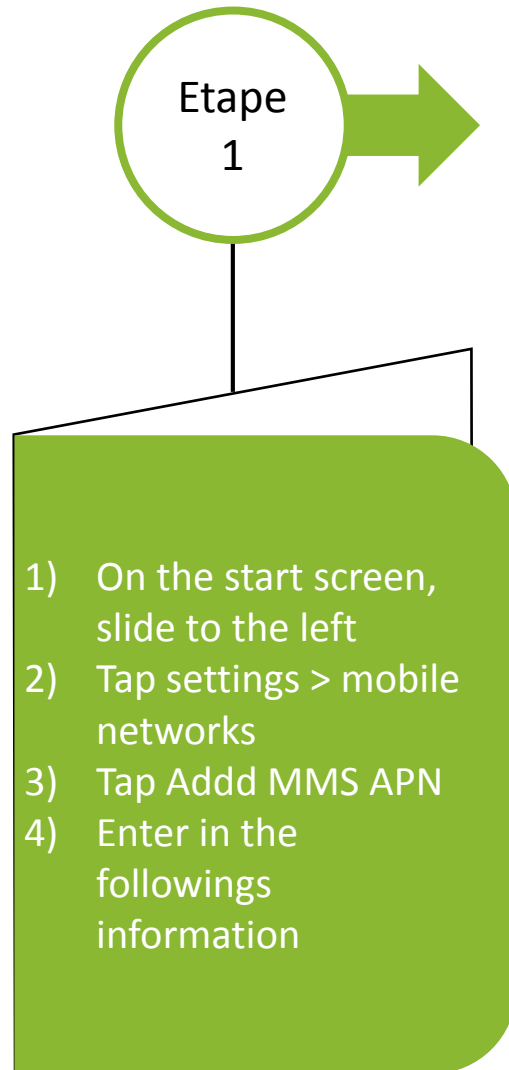 Etape
1
1) On the start screen,
slide to the left
2) Tap settings > mobile
networks
3) Tap Addd MMS APN
4) Enter in the
followings
information